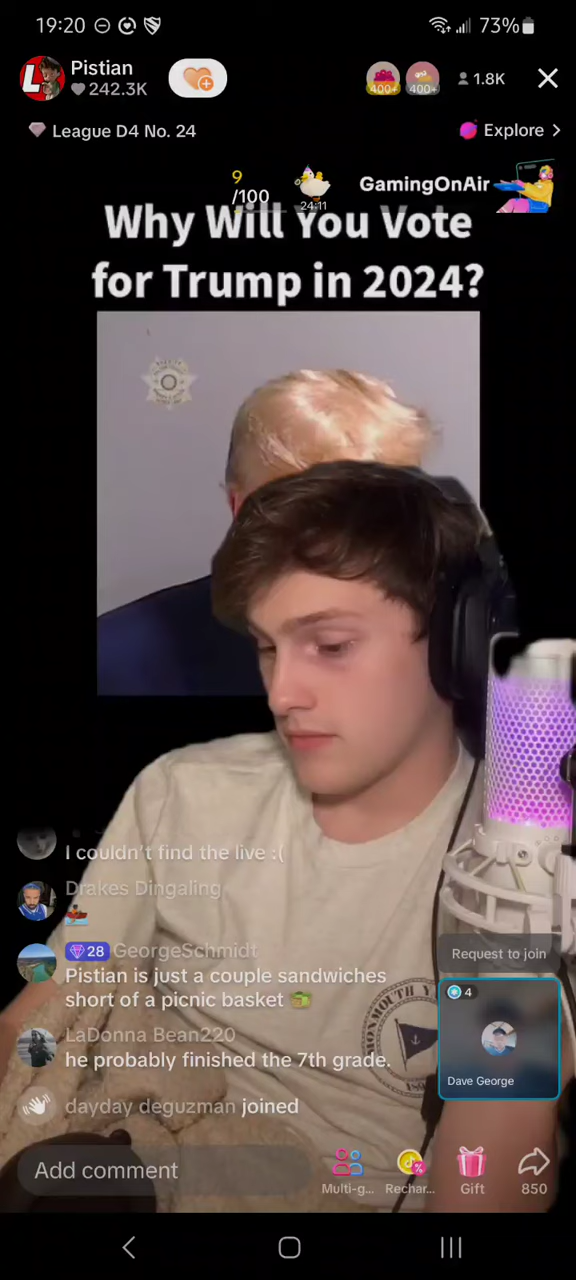 19:20
73%
Pistian
242.3K
400+
400+
1.8K
League D4 No. 24
Explore
9
/100
24:11
GamingOnAir
Why Will You Vote
for Trump in 2024?
I couldn't find the live :(
Drakes Dingaling
28 GeorgeSchmidt
Pistian is just a couple sandwiches
short of a picnic basket
LaDonna Bean220
he probably finished the 7th grade.
dayday deguzman joined
Request to join
4
Dave George
Add comment
Multi-g...
Rechar...
Gift
850